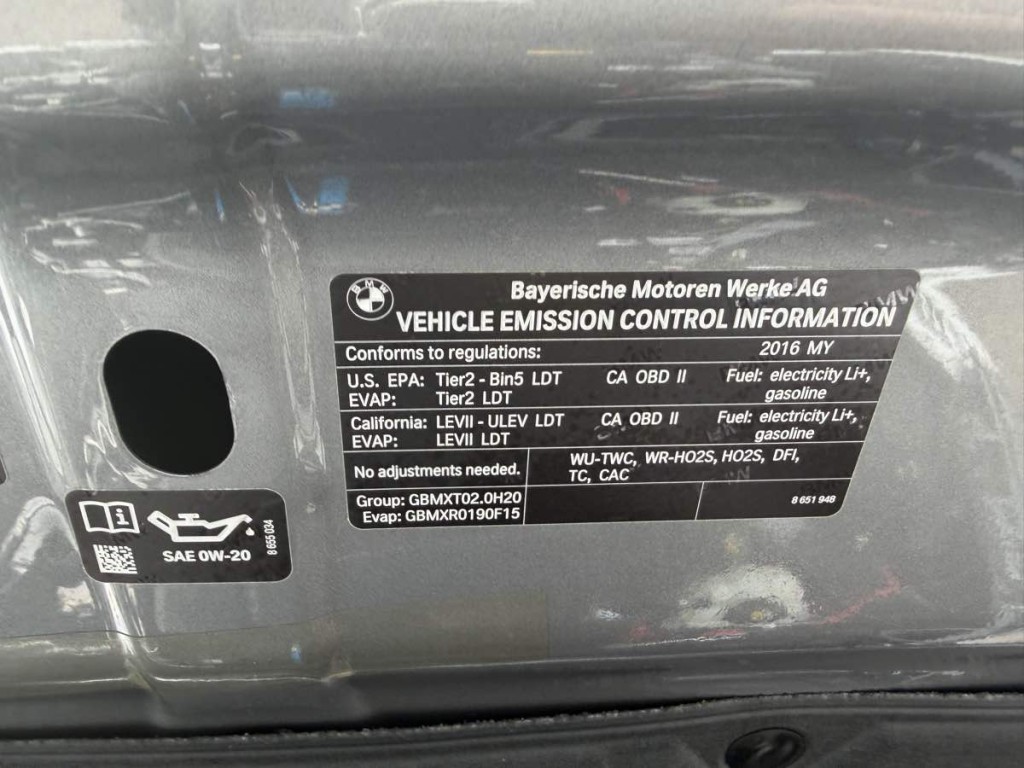 BMW
Bayerische Motoren Werke AG
VEHICLE EMISSION CONTROL INFORMATION
Conforms to regulations: 2016 MY
U.S. EPA: Tier2 - Bin5 LDT CA OBD II Fuel: electricity Li+,
EVAP: Tier2 LDT gasoline
California: LEVII - ULEV LDT CA OBD II Fuel: electricity Li+,
EVAP: LEVII LDT gasoline
No adjustments needed. WU-TWC, WR-HO2S, HO2S, DFI,
TC, CAC
Group: GBMXT02.0H20
Evap: GBMXR0190F15
8 651 948
SAE 0W-20
8 655 034